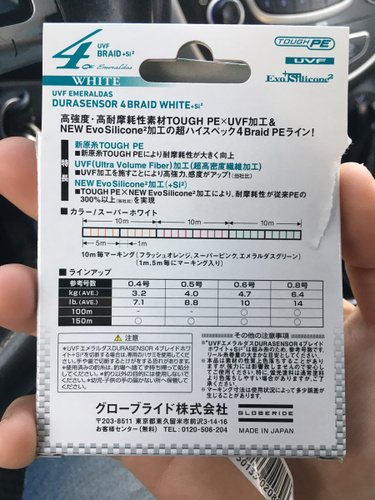 4
UVF
BRAID+Si²
Emeraldas
WHITE
TOUGH PE
UVF
EvoSilicone²
UVF EMERALDAS
DURASENSOR 4 BRAID WHITE+Si²
高強度・高耐摩耗性素材TOUGH PE×UVF加工&
NEW EvoSilicone²加工の超ハイスペック4 Braid PEライン!
特長
■新原糸TOUGH PE
■新原糸TOUGH PEにより耐摩耗性が大きく向上
■UVF(Ultra Volume Fiber)加工(超高密度繊維加工)
■UVF加工を施すことにより高強力、感度がアップ!(当社比)
NEW EVO Silicone²加工(+Si²)
■TOUGH PE×NEW EvoSilicone²加工により、耐摩耗性が従来PEの
300%以上(当社比)を実現
■カラー/スーパーホワイト
10m 10m 10m
5m 1m
10m毎マーキング(フラッシュオレンジ、スーパーピンク、エメラルダスグリーン)
(1m、5m毎にマーキング入り)
■ラインアップ
参考号数 0.4号 0.5号 0.6号 0.8号
kg(AVE.) 3.2 4.0 4.7 6.4
lb.(AVE.) 7.1 8.8 10 14
100m - - ○ ○
150m ○ ○ ○ ○
■注意事項
■その他の注意事項
グローブライド株式会社
〒203-8511 東京都東久留米市前沢3-14-16
お客様センター(無料) TEL.0120-506-204
GLOBERIDE
MADE IN JAPAN